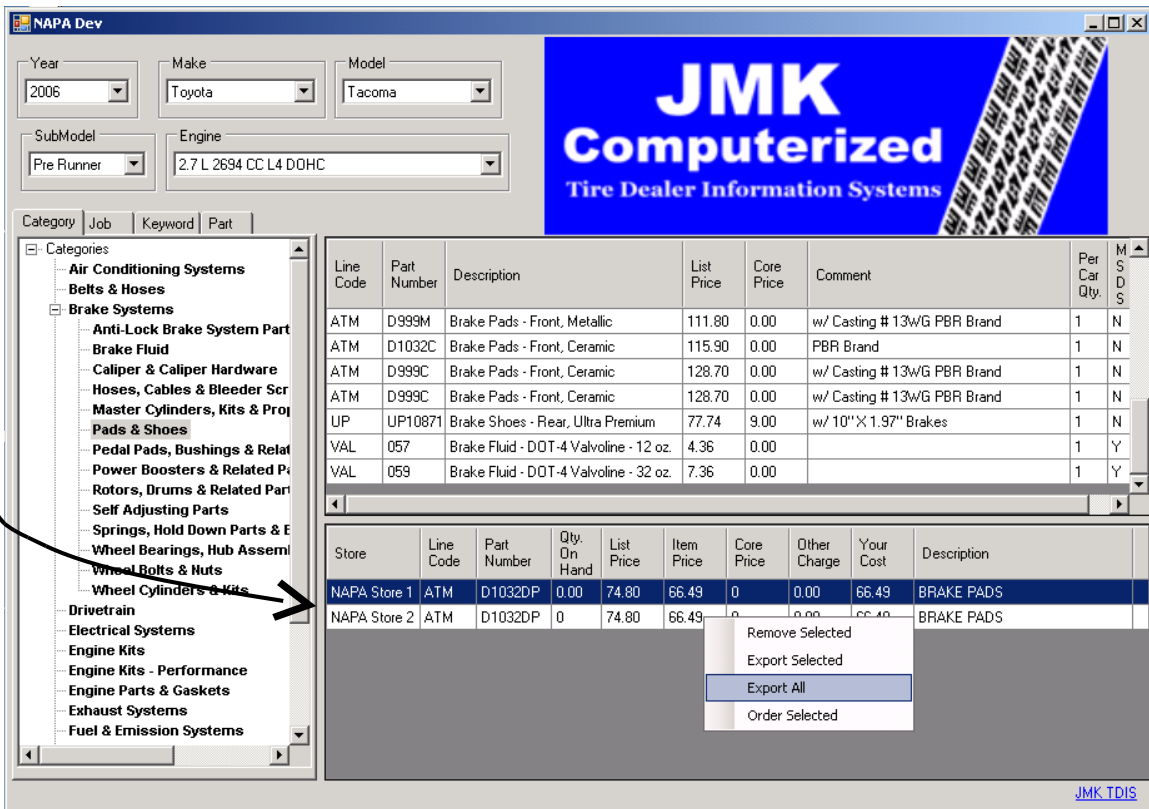 NAPA Dev
Year Make Model
2006 Toyota Tacoma
SubModel Engine
Pre Runner 2.7 L 2694 CC L4 DOHC
JMK
Computerized
Tire Dealer Information Systems
Category Job Keyword Part
Categories
Air Conditioning Systems
Belts & Hoses
Brake Systems
Anti-Lock Brake System Part
Brake Fluid
Caliper & Caliper Hardware
Hoses, Cables & Bleeder Scr
Master Cylinders, Kits & Prop
Pads & Shoes
Pedal Pads, Bushings & Relat
Power Boosters & Related Pa
Rotors, Drums & Related Part
Self Adjusting Parts
Springs, Hold Down Parts & E
Wheel Bearings, Hub Assem
Wheel Bolts & Nuts
Wheel Cylinders & Kits
Drivetrain
Electrical Systems
Engine Kits
Engine Kits - Performance
Engine Parts & Gaskets
Exhaust Systems
Fuel & Emission Systems
Line Code Part Number Description List Price Core Price Comment Per Car Qty. MSDS
ATM D999M Brake Pads - Front, Metallic 111.80 0.00 w/ Casting # 13WG PBR Brand 1 N
ATM D1032C Brake Pads - Front, Ceramic 115.90 0.00 PBR Brand 1 N
ATM D999C Brake Pads - Front, Ceramic 128.70 0.00 w/ Casting # 13WG PBR Brand 1 N
ATM D999C Brake Pads - Front, Ceramic 128.70 0.00 w/ Casting # 13WG PBR Brand 1 N
UP UP10871 Brake Shoes - Rear, Ultra Premium 77.74 9.00 w/ 10" X 1.97" Brakes 1 N
VAL 057 Brake Fluid - DOT-4 Valvoline - 12 oz. 4.36 0.00 1 Y
VAL 059 Brake Fluid - DOT-4 Valvoline - 32 oz. 7.36 0.00 1 Y
Store Line Code Part Number Qty. On Hand List Price Item Price Core Price Other Charge Your Cost Description
NAPA Store 1 ATM D1032DP 0.00 74.80 66.49 0 0.00 66.49 BRAKE PADS
NAPA Store 2 ATM D1032DP 0 74.80 66.49 0 0.00 66.49 BRAKE PADS
Remove Selected
Export Selected
Export All
Order Selected
JMK TDIS